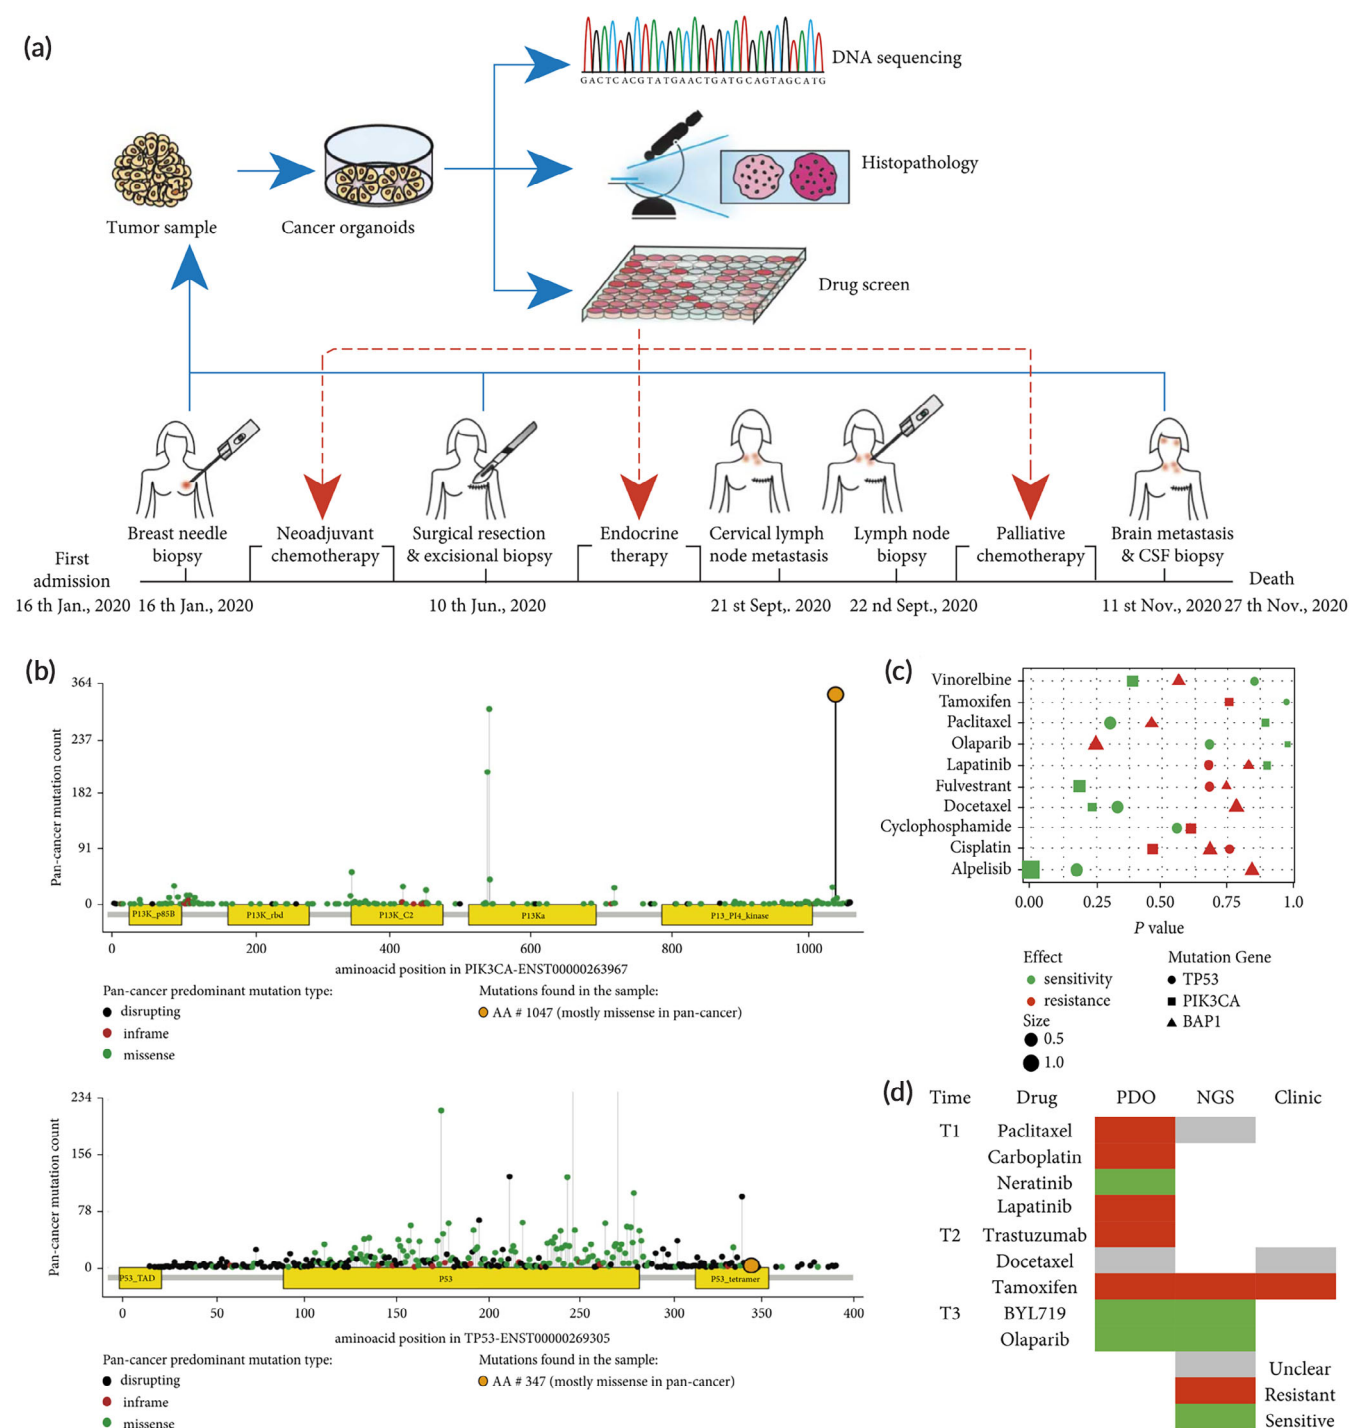 (a)
DNA sequencing
GACTCACGTATGAACTGATGCAGTAGCATG
Histopathology
Tumor sample
Cancer organoids
Drug screen
Breast needle
biopsy
Neoadjuvant
chemotherapy
Surgical resection
& excisional biopsy
Endocrine
therapy
Cervical lymph
node metastasis
Lymph node
biopsy
Palliative
chemotherapy
Brain metastasis
& CSF biopsy
First
admission
Death
16 th Jan., 2020
16 th Jan., 2020
10 th Jun., 2020
21 st Sept,. 2020
22 nd Sept., 2020
11 st Nov., 2020
27 th Nov., 2020
(b)
Pan-cancer mutation count
364
237
182
91
0
P13K_p85B
P13K_rbd
P13K_C2
P13Ka
P13_PI4_kinase
0
200
400
600
800
1000
aminoacid position in PIK3CA-ENST00000263967
Pan-cancer predominant mutation type:
disrupting
inframe
missense
Mutations found in the sample:
AA # 1047 (mostly missense in pan-cancer)
Pan-cancer mutation count
234
156
78
0
P53_TAD
P53
P53_tetramer
0
50
100
150
200
250
300
350
400
aminoacid position in TP53-ENST00000269305
Pan-cancer predominant mutation type:
disrupting
inframe
missense
Mutations found in the sample:
AA # 347 (mostly missense in pan-cancer)
(c)
Vinorelbine
Tamoxifen
Paclitaxel
Olaparib
Lapatinib
Fulvestrant
Docetaxel
Cyclophosphamide
Cisplatin
Alpelisib
0.00
0.25
0.50
0.75
1.0
P value
Effect
sensitivity
resistance
Size
0.5
1.0
Mutation Gene
TP53
PIK3CA
BAP1
(d)
Time Drug PDO NGS Clinic
T1 Paclitaxel
Carboplatin
Neratinib
Lapatinib
T2 Trastuzumab
Docetaxel
Tamoxifen
T3 BYL719
Olaparib
Unclear
Resistant
Sensitive